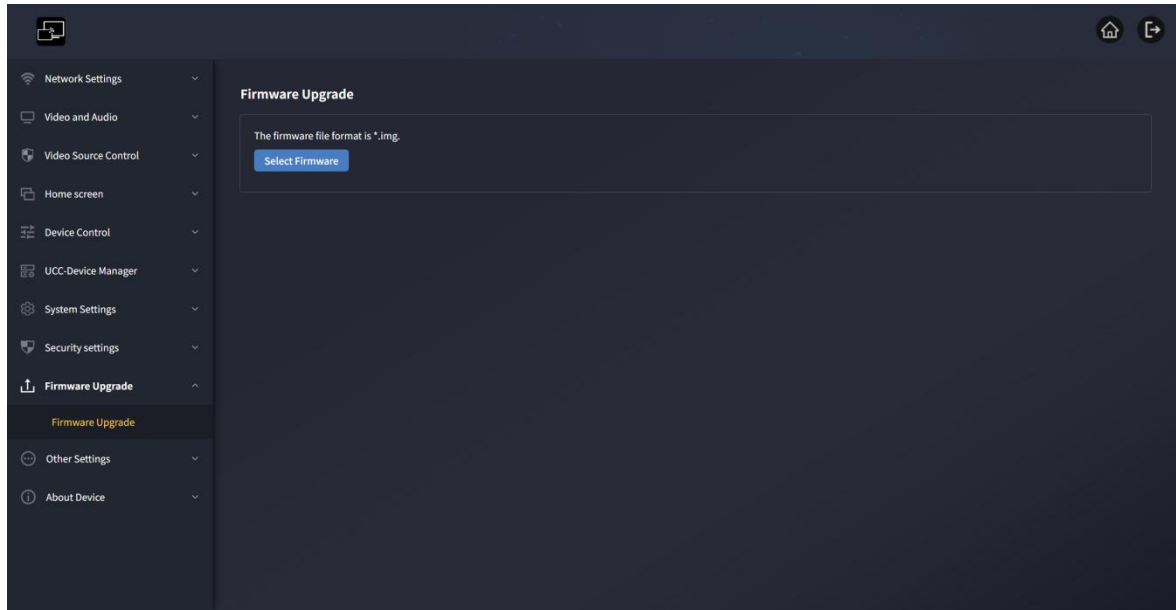 Network Settings
Video and Audio
Video Source Control
Home screen
Device Control
UCC-Device Manager
System Settings
Security settings
Firmware Upgrade
Firmware Upgrade
Other Settings
About Device
Firmware Upgrade
The firmware file format is *.img.
Select Firmware